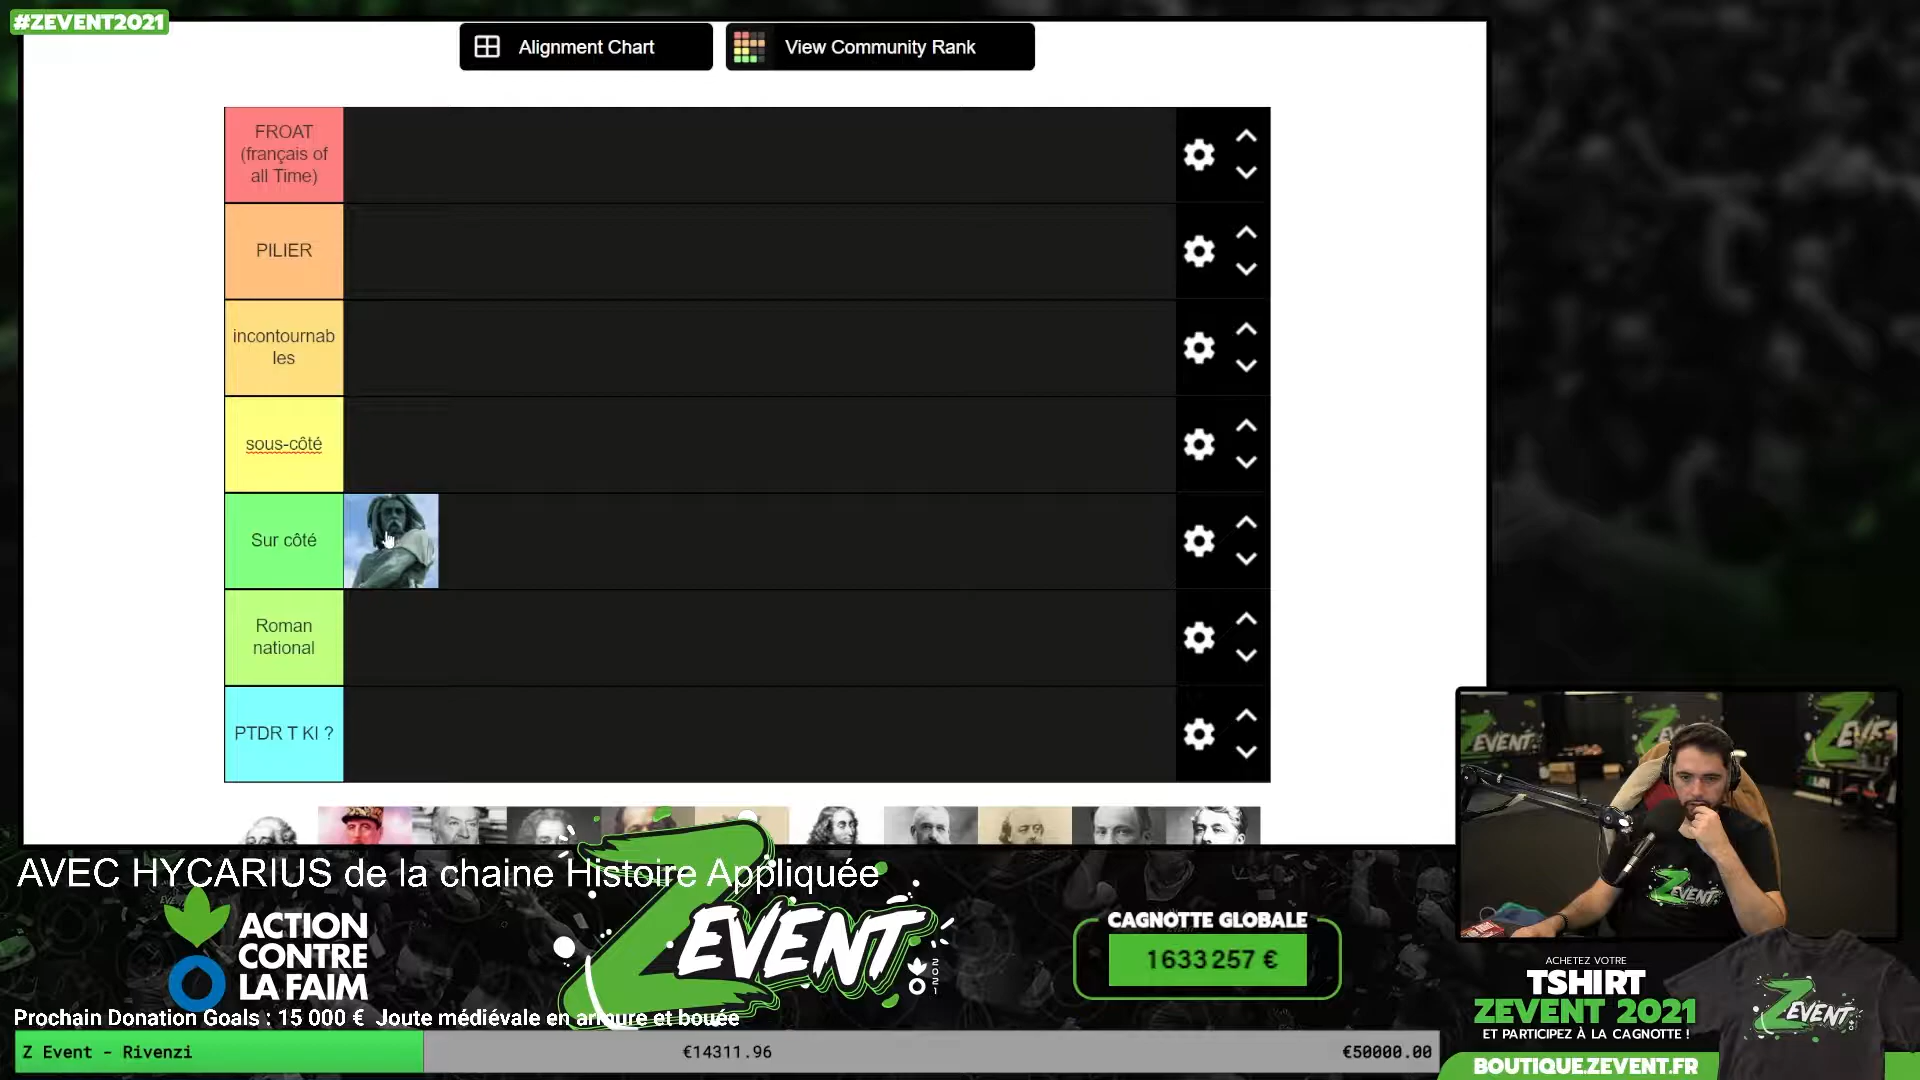 #ZEVENT2021
Alignment Chart
View Community Rank
FROAT
(français of
all Time)
PILIER
incontournab
les
sous-côté
Sur côté
Roman
national
PTDR T KI ?
AVEC HYCARIUS de la chaine Histoire Appliquée
ACTION
CONTRE
LA FAIM
ZEVENT
2021
CAGNOTTE GLOBALE
1 633 257 €
Prochain Donation Goals : 15 000 €  Joute médiévale en armure et bouée
Z Event - Rivenzi
€14311.96
€50000.00
ZEVENT
ACHETEZ VOTRE
TSHIRT
ZEVENT 2021
ET PARTICIPEZ À LA CAGNOTTE !
BOUTIQUE.ZEVENT.FR
ZEVENT